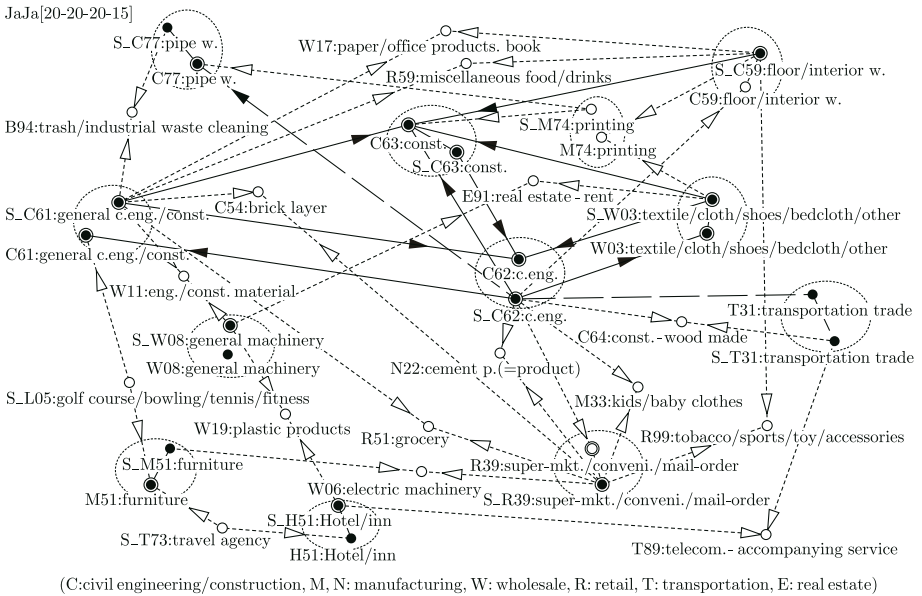 JaJa[20-20-20-15]
S_C77:pipe w.
W17:paper/office products. book
S_C59:floor/interior w.
C77:pipe w.
R59:miscellaneous food/drinks
C59:floor/interior w.
B94:trash/industrial waste cleaning
S_M74:printing
C63:const.
M74:printing
S_C63:const.
E91:real estate-rent
C54:brick layer
S_C61:general c.eng./const.
S_W03:textile/cloth/shoes/bedcloth/other
C61:general c.eng./const.
W03:textile/cloth/shoes/bedcloth/other
C62:c.eng.
W11:eng./const. material
S_C62:c.eng.
T31:transportation trade
S_W08:general machinery
C64:const.-wood made
S_T31:transportation trade
W08:general machinery
N22:cement p.(=product)
S_L05:golf course/bowling/tennis/fitness
M33:kids/baby clothes
W19:plastic products
R51:grocery
R99:tobacco/sports/toy/accessories
S_M51:furniture
R39:super-mkt./conveni./mail-order
M51:furniture
W06:electric machinery
S_R39:super-mkt./conveni./mail-order
S_H51:Hotel/inn
S_T73:travel agency
H51:Hotel/inn
T89:telecom.- accompanying service
(C:civil engineering/construction, M, N: manufacturing, W: wholesale, R: retail, T: transportation, E: real estate)